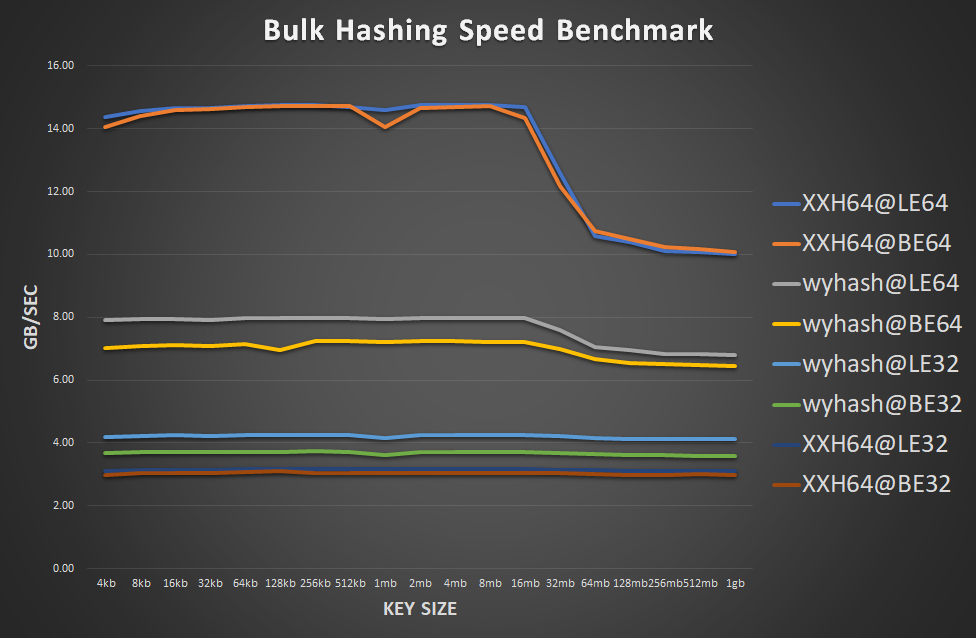 Bulk Hashing Speed Benchmark
16.00
14.00
12.00
10.00
8.00
6.00
4.00
2.00
0.00
GB/SEC
4kb 8kb 16kb 32kb 64kb 128kb 256kb 512kb 1mb 2mb 4mb 8mb 16mb 32mb 64mb 128mb 256mb 512mb 1gb
KEY SIZE
XXH64@LE64
XXH64@BE64
wyhash@LE64
wyhash@BE64
wyhash@LE32
wyhash@BE32
XXH64@LE32
XXH64@BE32